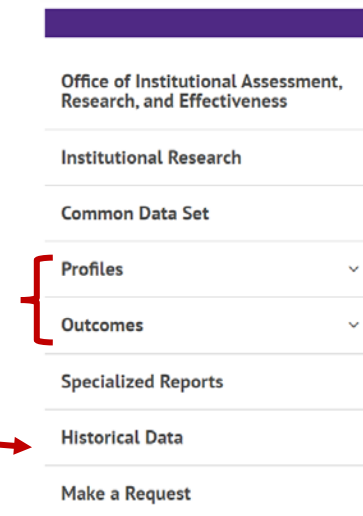 Office of Institutional Assessment,
Research, and Effectiveness
Institutional Research
Common Data Set
Profiles
Outcomes
Specialized Reports
Historical Data
Make a Request